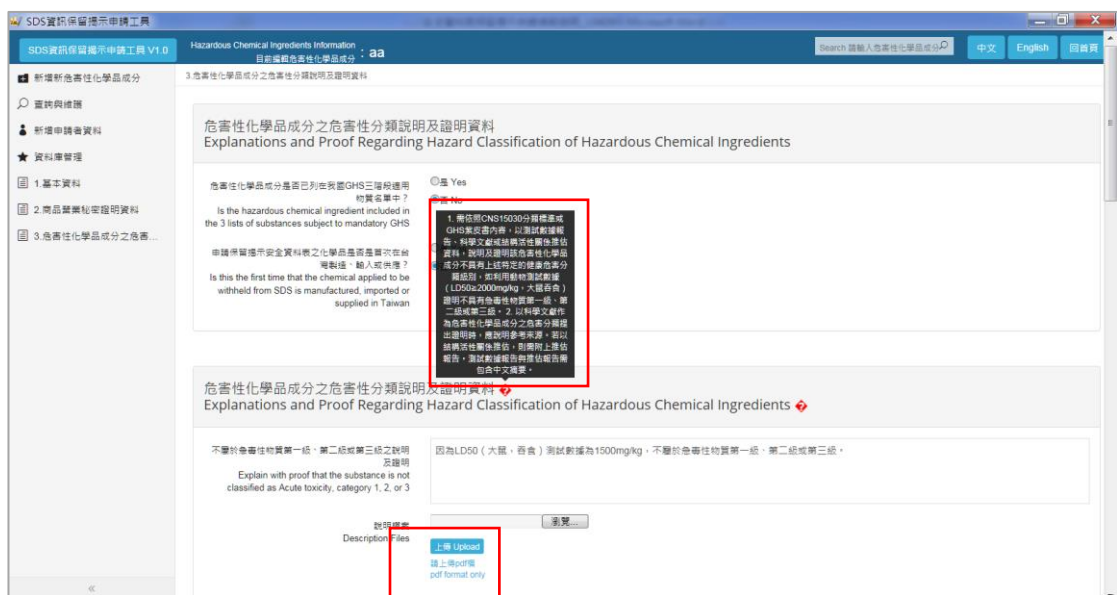 SDS資訊保留揭示申請工具
SDS資訊保留揭示申請工具 V1.0
Hazardous Chemical Ingredients Information
目前編輯危害性化學品成分 : aa
Search 請輸入危害性化學品成分
中文
English
回首頁
新增新危害性化學品成分
查詢與維護
新增申請者資料
資料庫管理
1.基本資料
2.商品營業秘密證明資料
3.危害性化學品成分之危害...
3.危害性化學品成分之危害性分類說明及證明資料
危害性化學品成分之危害性分類說明及證明資料
Explanations and Proof Regarding Hazard Classification of Hazardous Chemical Ingredients
危害性化學品成分是否已列在我國GHS三階段適用
物質名單中？
Is the hazardous chemical ingredient included in
the 3 lists of substances subject to mandatory GHS
是 Yes
否 No
申請保留揭示安全資料表之化學品是否是首次在台
灣製造、輸入或供應？
Is this the first time that the chemical applied to be
withheld from SDS is manufactured, imported or
supplied in Taiwan
1. 需依照CNS15030分類標準或
GHS紫皮書內容，以測試數據報
告、科學文獻或結構活性關係推估
資料，說明及證明該危害性化學品
成分不具有上述特定的健康危害分
類級別，如利用動物測試數據
（LD50≥2000mg/kg，大鼠吞食）
證明不具有急毒性物質第一級、第
二級或第三級。2. 以科學文獻作
為危害性化學品成分之危害分類提
出證明時，應說明參考來源。若以
結構活性關係推估，則需附上推估
報告，測試數據報告與推估報告需
包含中文摘要。
危害性化學品成分之危害性分類說明及證明資料
Explanations and Proof Regarding Hazard Classification of Hazardous Chemical Ingredients
不屬於急毒性物質第一級、第二級或第三級之說明
及證明
Explain with proof that the substance is not
classified as Acute toxicity, category 1, 2, or 3
因為LD50（大鼠，吞食）測試數據為1500mg/kg，不屬於急毒性物質第一級、第二級或第三級。
說明檔案
Description Files
瀏覽...
上傳 Upload
請上傳pdf檔
pdf format only